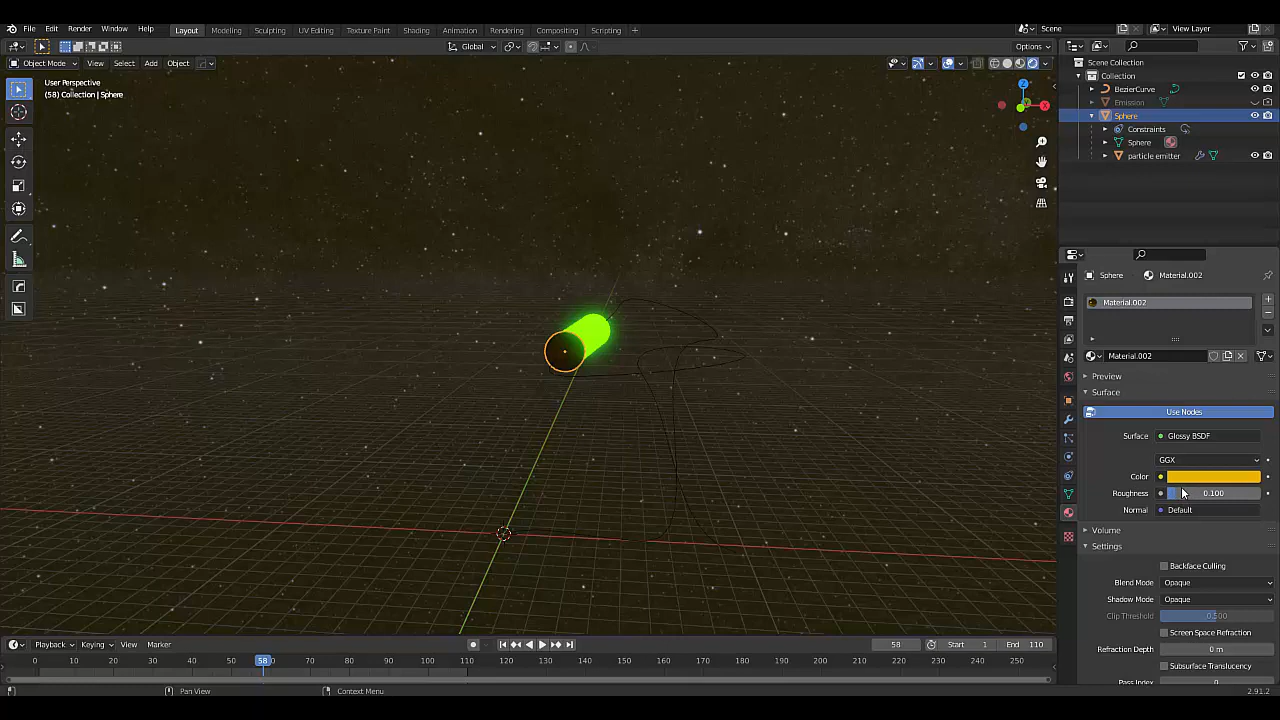 File Edit Render Window Help Layout Modeling Sculpting UV Editing Texture Paint Shading Animation Rendering Compositing Scripting + Scene View Layer
Global Options
Object Mode View Select Add Object
User Perspective
(58) Collection | Sphere
Scene Collection
Collection
BezierCurve
Emission
Sphere
Constraints
Sphere
particle emitter
Z
X
Sphere Material.002
Material.002
Material.002
Preview
Surface
Use Nodes
Surface Glossy BSDF
GGX
Color
Roughness 0.100
Normal Default
Volume
Settings
Backface Culling
Blend Mode Opaque
Shadow Mode Opaque
Clip Threshold 0.500
Screen Space Refraction
Refraction Depth 0 m
Subsurface Translucency
Pass Index 0
Playback Keying View Marker 58 Start 1 End 110
0 10 20 30 40 50 58 70 80 90 100 110 120 130 140 150 160 170 180 190 200 210 220 230 240 250
Pan View Context Menu 2.91.2